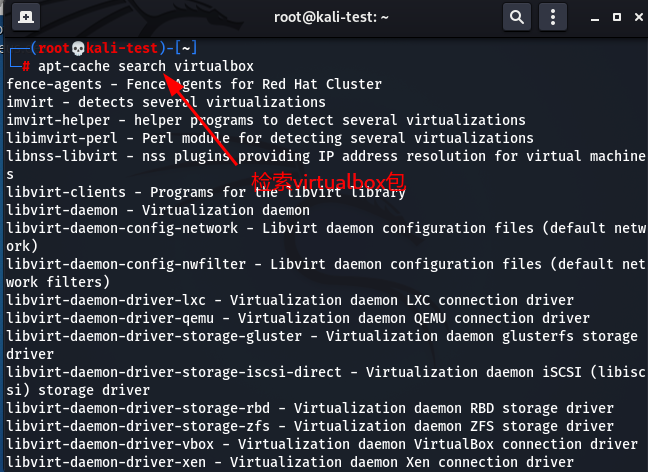 root@kali-test: ~
(root💀kali-test)-[~]
# apt-cache search virtualbox
fence-agents - Fence Agents for Red Hat Cluster
imvirt - detects several virtualizations
imvirt-helper - helper programs to detect several virtualizations
libimvirt-perl - Perl module for detecting several virtualizations
libnss-libvirt - nss plugins providing IP address resolution for virtual machine
s
检索virtualbox包
libvirt-clients - Programs for the libvirt library
libvirt-daemon - Virtualization daemon
libvirt-daemon-config-network - Libvirt daemon configuration files (default netw
ork)
libvirt-daemon-config-nwfilter - Libvirt daemon configuration files (default net
work filters)
libvirt-daemon-driver-lxc - Virtualization daemon LXC connection driver
libvirt-daemon-driver-qemu - Virtualization daemon QEMU connection driver
libvirt-daemon-driver-storage-gluster - Virtualization daemon glusterfs storage
driver
libvirt-daemon-driver-storage-iscsi-direct - Virtualization daemon iSCSI (libisc
si) storage driver
libvirt-daemon-driver-storage-rbd - Virtualization daemon RBD storage driver
libvirt-daemon-driver-storage-zfs - Virtualization daemon ZFS storage driver
libvirt-daemon-driver-vbox - Virtualization daemon VirtualBox connection driver
libvirt-daemon-driver-xen - Virtualization daemon Xen connection driver